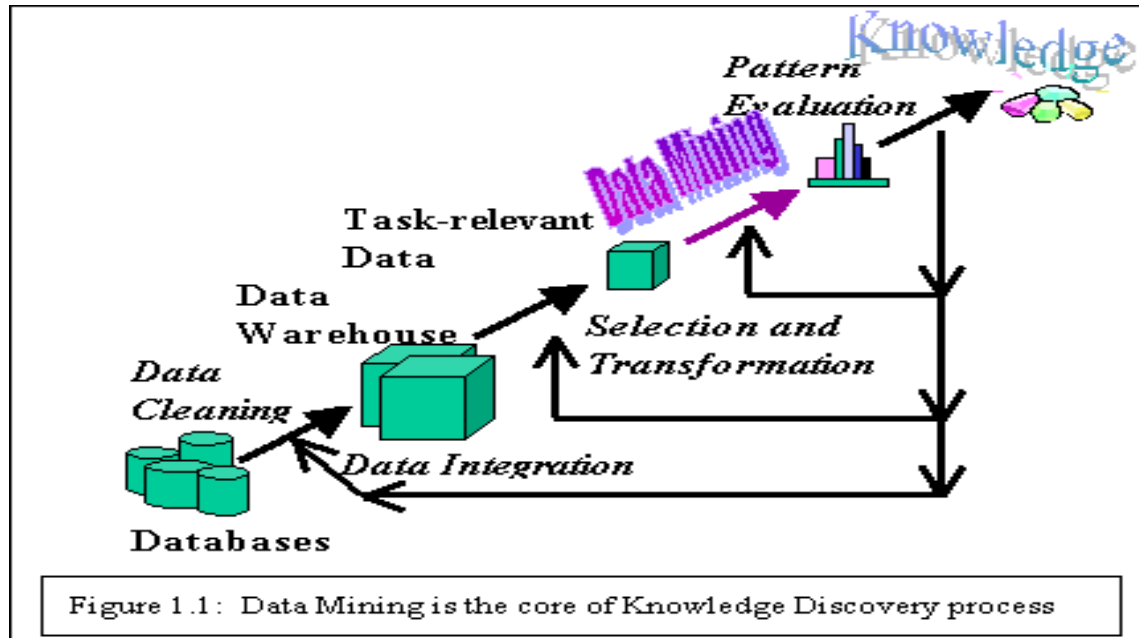 Knowledge
Pattern
Evaluation
Data Mining
Task-relevant
Data
Data
Warehouse
Selection and
Transformation
Data
Cleaning
Data Integration
Databases
Figure 1.1: Data Mining is the core of Knowledge Discovery process